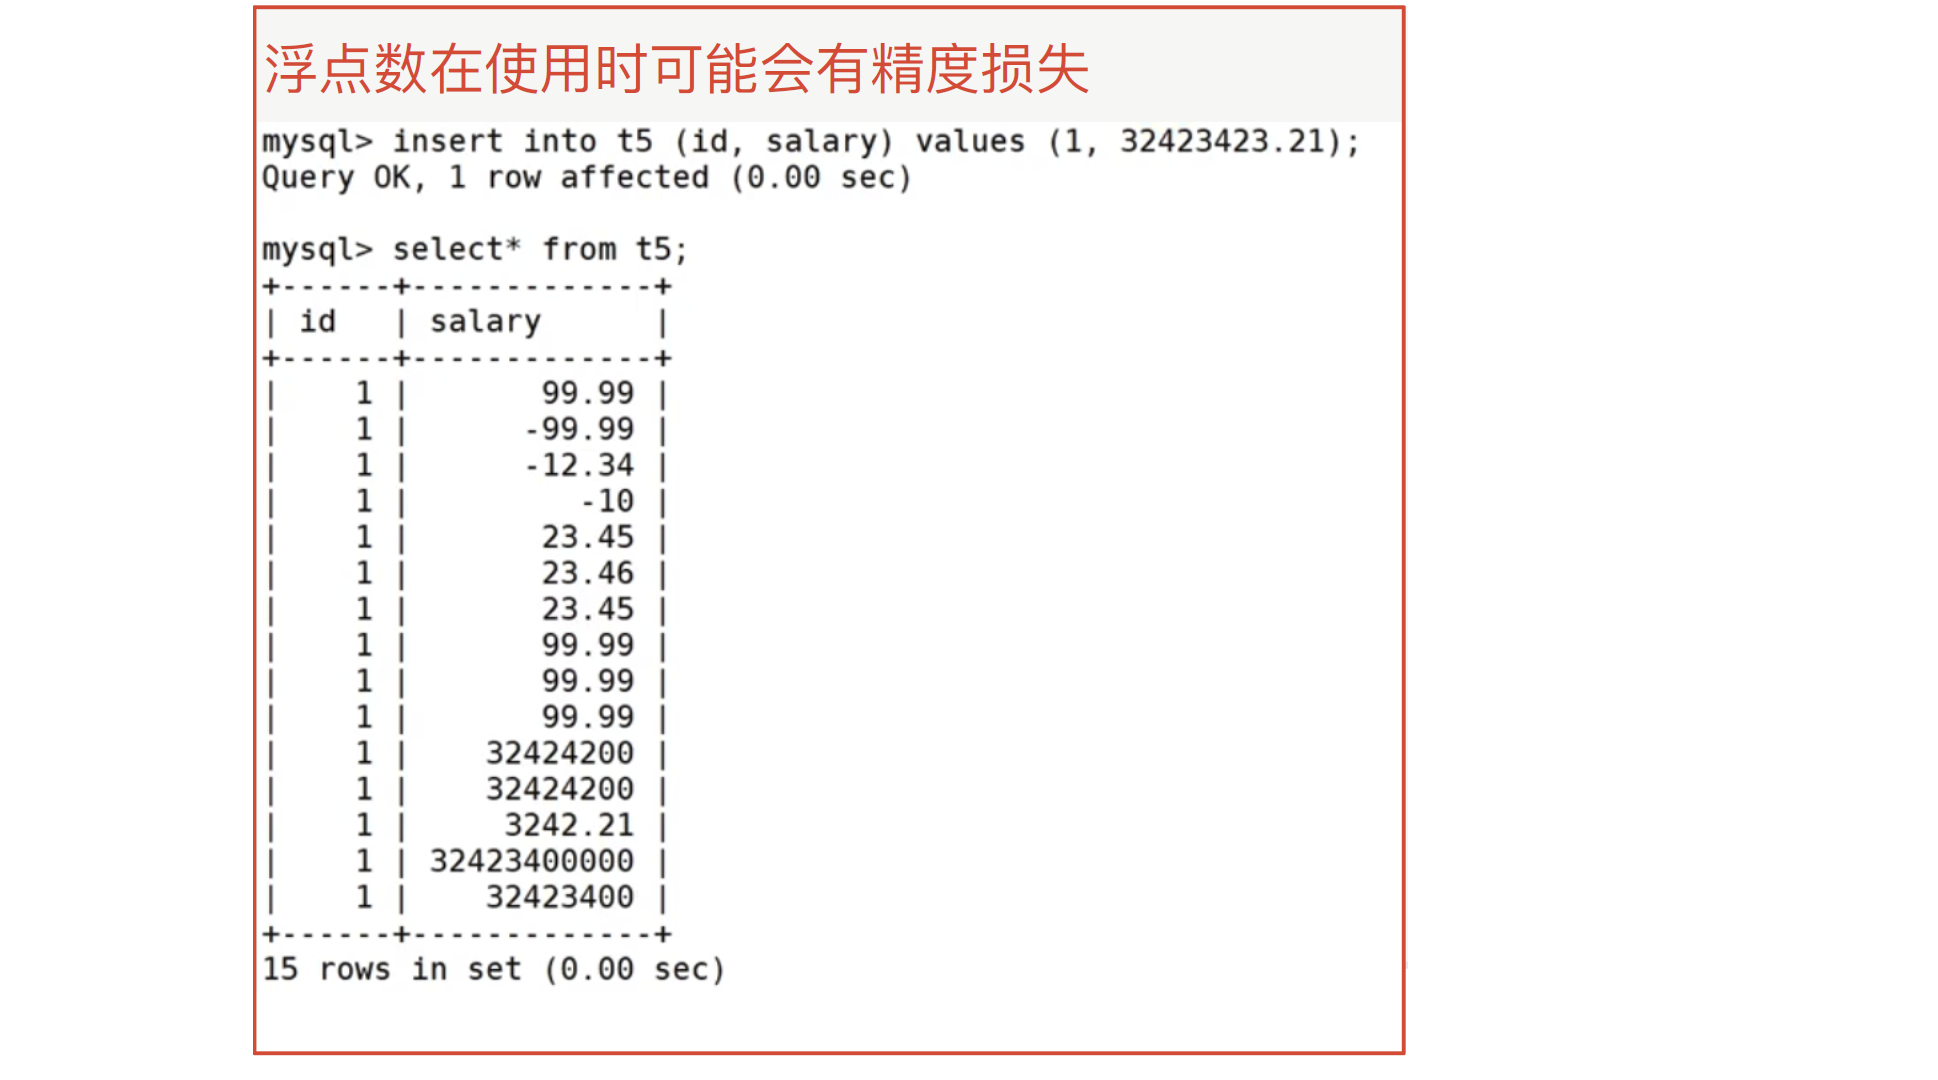 浮点数在使用时可能会有精度损失
mysql> insert into t5 (id, salary) values (1, 32423423.21);
Query OK, 1 row affected (0.00 sec)
mysql> select* from t5;
+------+-------------+
| id   | salary      |
+------+-------------+
|    1 |       99.99 |
|    1 |      -99.99 |
|    1 |      -12.34 |
|    1 |         -10 |
|    1 |       23.45 |
|    1 |       23.46 |
|    1 |       23.45 |
|    1 |       99.99 |
|    1 |       99.99 |
|    1 |       99.99 |
|    1 |    32424200 |
|    1 |    32424200 |
|    1 |     3242.21 |
|    1 | 32423400000 |
|    1 |    32423400 |
+------+-------------+
15 rows in set (0.00 sec)